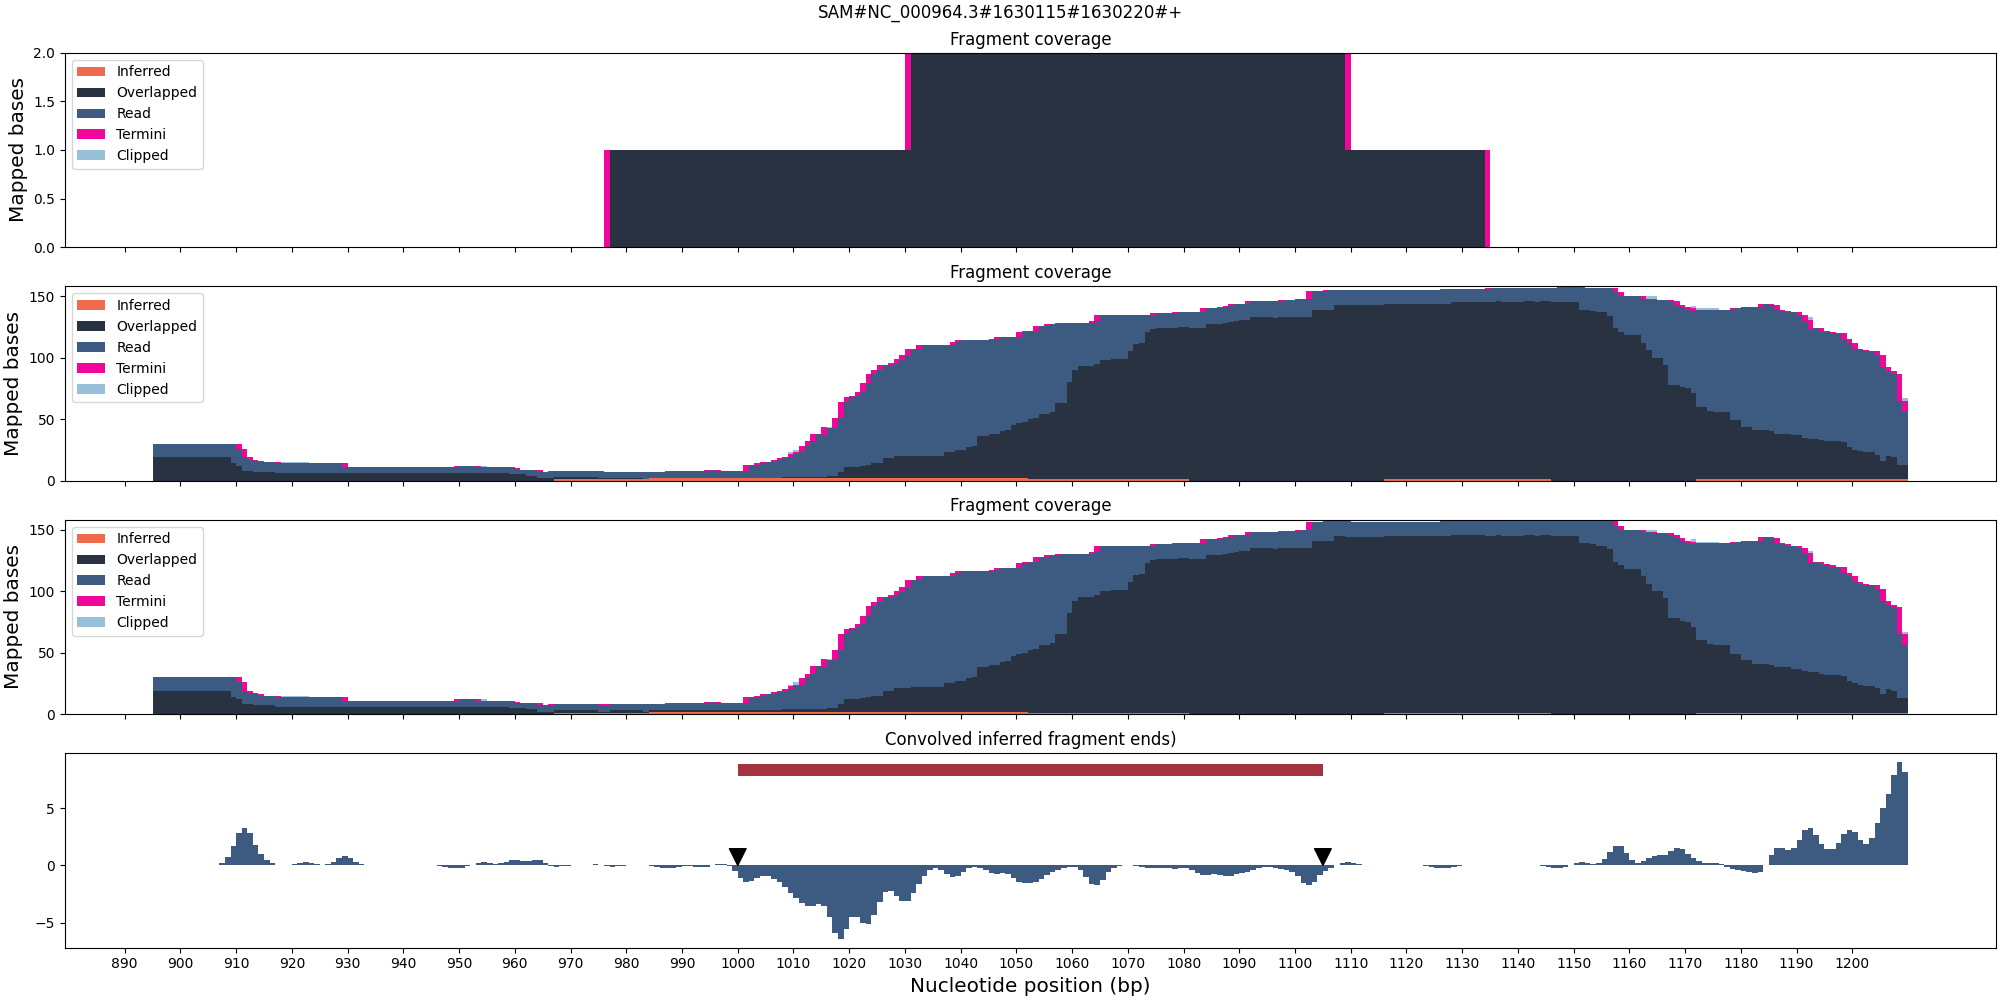 SAM#NC_000964.3#1630115#1630220#+
Fragment coverage
Mapped bases
2.0
1.5
1.0
0.5
0.0
Inferred
Overlapped
Read
Termini
Clipped
Fragment coverage
Mapped bases
150
100
50
0
Inferred
Overlapped
Read
Termini
Clipped
Fragment coverage
Mapped bases
150
100
50
0
Inferred
Overlapped
Read
Termini
Clipped
Convolved inferred fragment ends)
5
0
−5
890 900 910 920 930 940 950 960 970 980 990 1000 1010 1020 1030 1040 1050 1060 1070 1080 1090 1100 1110 1120 1130 1140 1150 1160 1170 1180 1190 1200
Nucleotide position (bp)